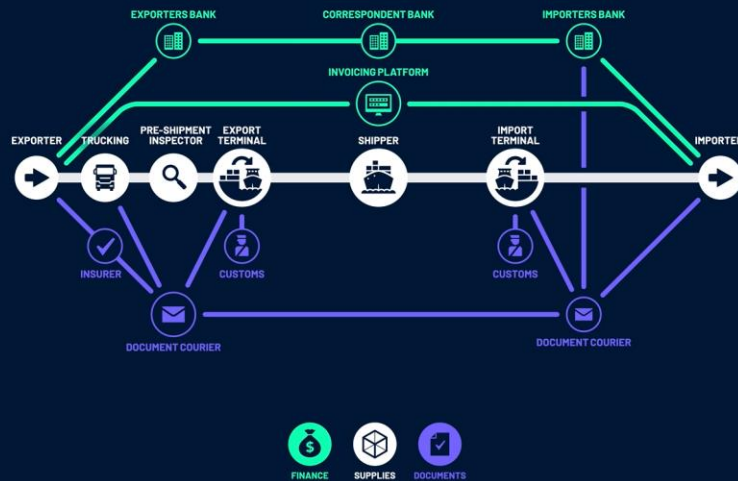 EXPORTERS BANK
CORRESPONDENT BANK
IMPORTERS BANK
INVOICING PLATFORM
EXPORTER
TRUCKING
PRE-SHIPMENT
INSPECTOR
EXPORT
TERMINAL
SHIPPER
IMPORT
TERMINAL
IMPORTER
INSURER
CUSTOMS
CUSTOMS
DOCUMENT COURIER
DOCUMENT COURIER
$
FINANCE
SUPPLIES
DOCUMENTS